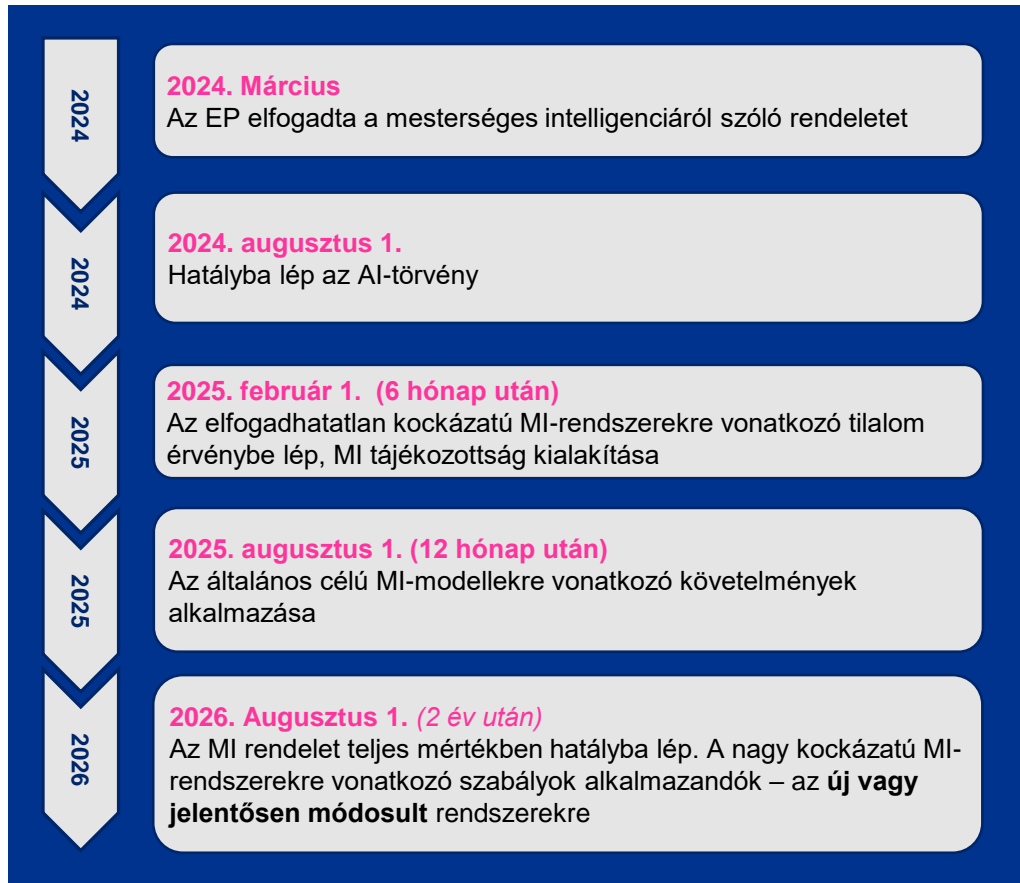 2024
2024. Március
Az EP elfogadta a mesterséges intelligenciáról szóló rendeletet
2024
2024. augusztus 1.
Hatályba lép az AI-törvény
2025
2025. február 1.  (6 hónap után)
Az elfogadhatatlan kockázatú MI-rendszerekre vonatkozó tilalom
érvénybe lép, MI tájékozottság kialakítása
2025
2025. augusztus 1. (12 hónap után)
Az általános célú MI-modellekre vonatkozó követelmények
alkalmazása
2026
2026. Augusztus 1. (2 év után)
Az MI rendelet teljes mértékben hatályba lép. A nagy kockázatú MI-
rendszerekre vonatkozó szabályok alkalmazandók – az új vagy
jelentősen módosult rendszerekre